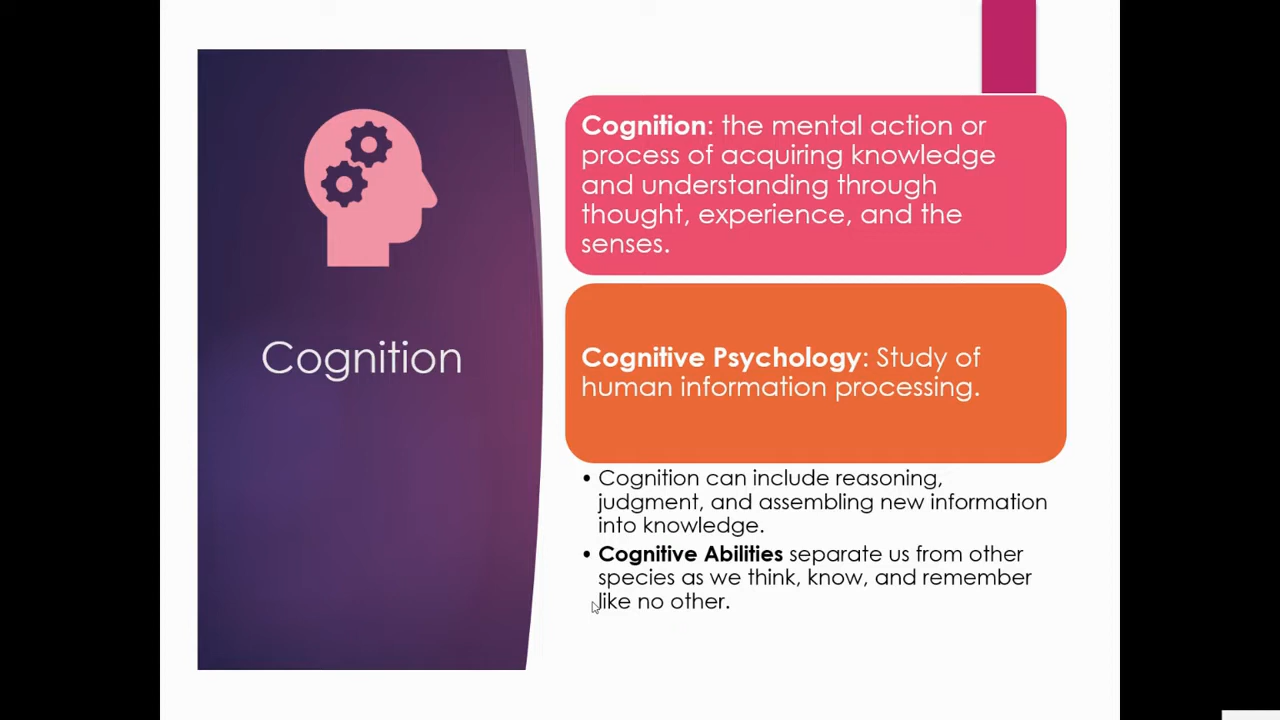 Cognition
Cognition: the mental action or
process of acquiring knowledge
and understanding through
thought, experience, and the
senses.
Cognitive Psychology: Study of
human information processing.
• Cognition can include reasoning,
judgment, and assembling new information
into knowledge.
• Cognitive Abilities separate us from other
species as we think, know, and remember
like no other.